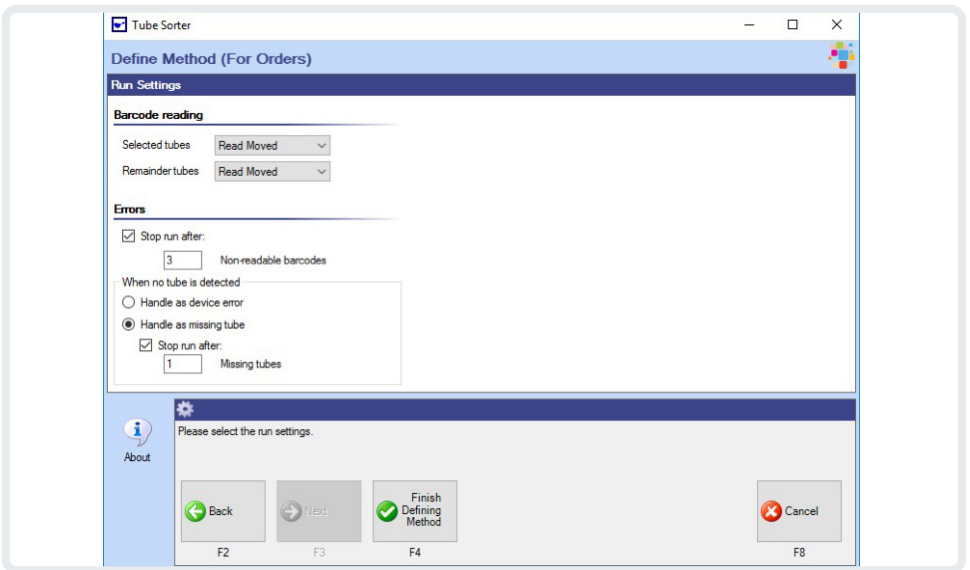 Tube Sorter
Define Method (For Orders)
Run Settings
Barcode reading
Selected tubes Read Moved
Remainder tubes Read Moved
Errors
Stop run after:
3 Non-readable barcodes
When no tube is detected
Handle as device error
Handle as missing tube
Stop run after:
1 Missing tubes
Please select the run settings.
About
Back
Next
Finish
Defining
Method
Cancel
F2 F3 F4 F8